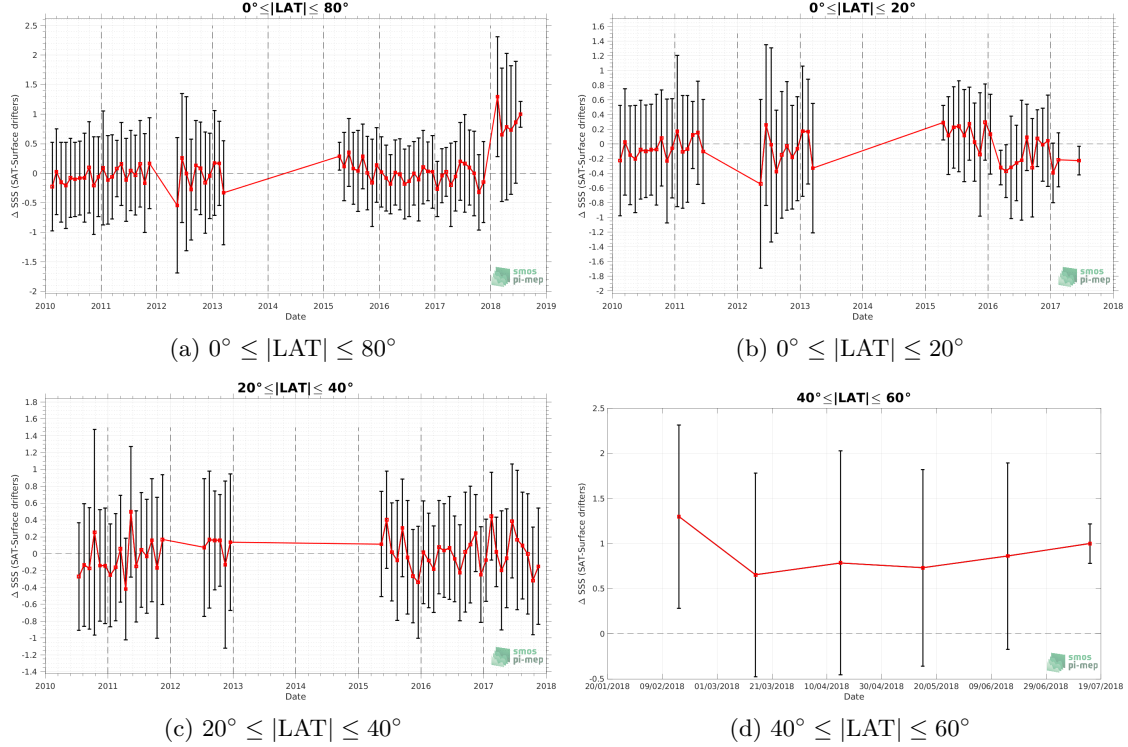 0°≤|LAT|≤ 80°
2.5
2
1.5
1
0.5
0
-0.5
-1
-1.5
-2
Δ SSS (SAT-Surface drifters)
2010 2011 2012 2013 2014 2015 2016 2017 2018 2019
Date
smos
pi-mep
(a) 0° ≤ |LAT| ≤ 80°
0°≤|LAT|≤ 20°
1.6
1.4
1.2
1
0.8
0.6
0.4
0.2
0
-0.2
-0.4
-0.6
-0.8
-1
-1.2
-1.4
-1.6
-1.8
-2
Δ SSS (SAT-Surface drifters)
2010 2011 2012 2013 2014 2015 2016 2017 2018
Date
smos
pi-mep
(b) 0° ≤ |LAT| ≤ 20°
20°≤|LAT|≤ 40°
1.8
1.6
1.4
1.2
1
0.8
0.6
0.4
0.2
0
-0.2
-0.4
-0.6
-0.8
-1
-1.2
-1.4
Δ SSS (SAT-Surface drifters)
2010 2011 2012 2013 2014 2015 2016 2017 2018
Date
smos
pi-mep
(c) 20° ≤ |LAT| ≤ 40°
40°≤|LAT|≤ 60°
2.5
2
1.5
1
0.5
0
-0.5
Δ SSS (SAT-Surface drifters)
20/01/2018 09/02/2018 01/03/2018 21/03/2018 10/04/2018 30/04/2018 20/05/2018 09/06/2018 29/06/2018 19/07/2018
Date
smos
pi-mep
(d) 40° ≤ |LAT| ≤ 60°